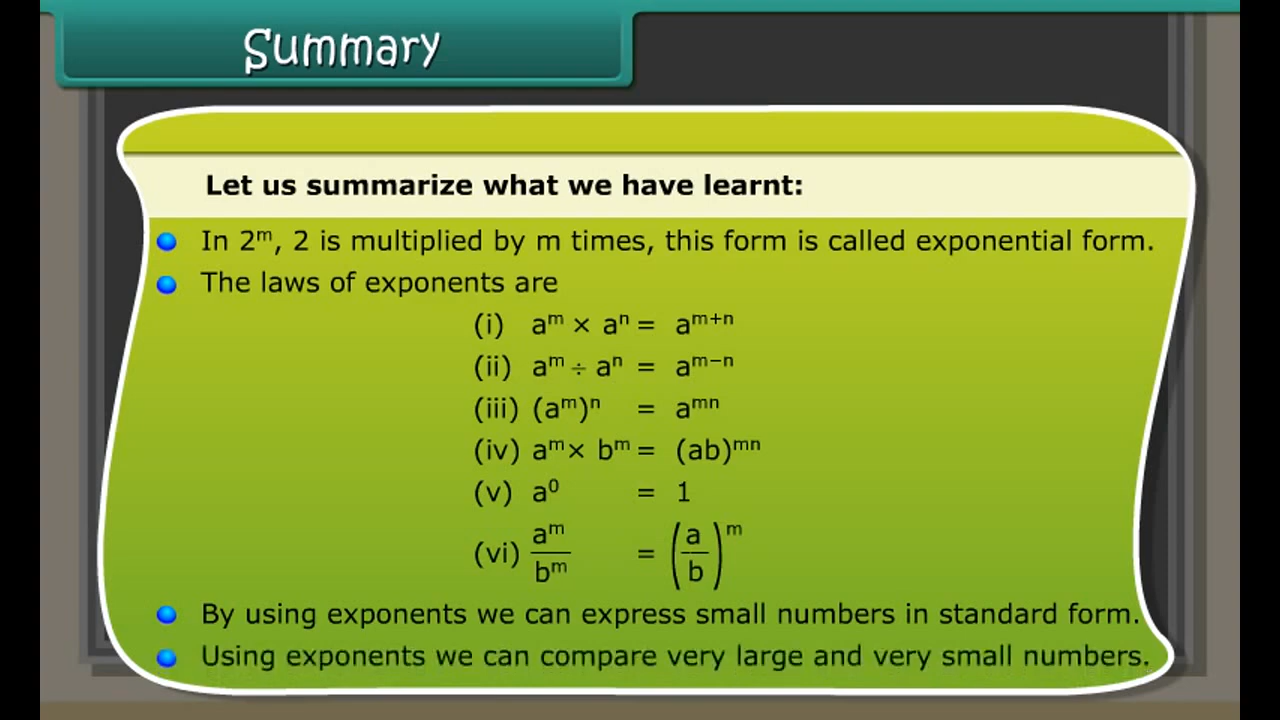 Summary
Let us summarize what we have learnt:
In 2ᵐ, 2 is multiplied by m times, this form is called exponential form.
The laws of exponents are
(i) aᵐ × aⁿ = aᵐ⁺ⁿ
(ii) aᵐ ÷ aⁿ = aᵐ⁻ⁿ
(iii) (aᵐ)ⁿ = aᵐⁿ
(iv) aᵐ × bᵐ = (ab)ᵐⁿ
(v) a⁰ = 1
(vi) aᵐ/bᵐ = (a/b)ᵐ
By using exponents we can express small numbers in standard form.
Using exponents we can compare very large and very small numbers.